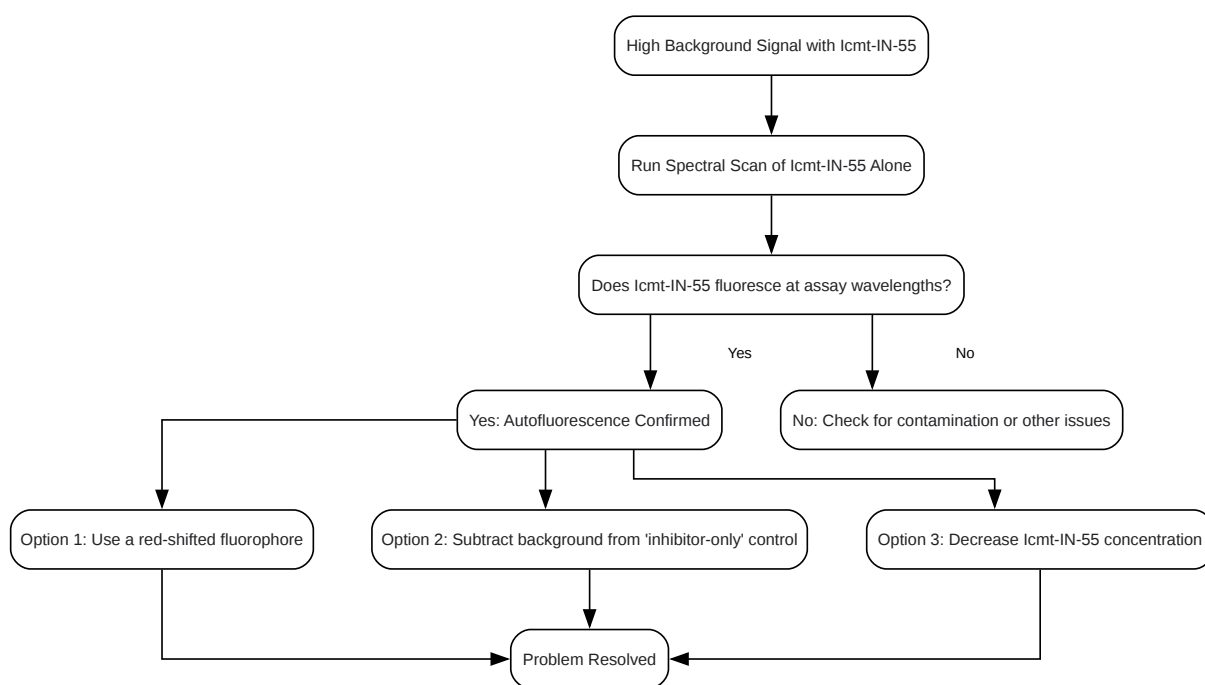 High Background Signal with Icmt-IN-55
Run Spectral Scan of Icmt-IN-55 Alone
Does Icmt-IN-55 fluoresce at assay wavelengths?
Yes
No
Yes: Autofluorescence Confirmed
No: Check for contamination or other issues
Option 1: Use a red-shifted fluorophore
Option 2: Subtract background from 'inhibitor-only' control
Option 3: Decrease Icmt-IN-55 concentration
Problem Resolved